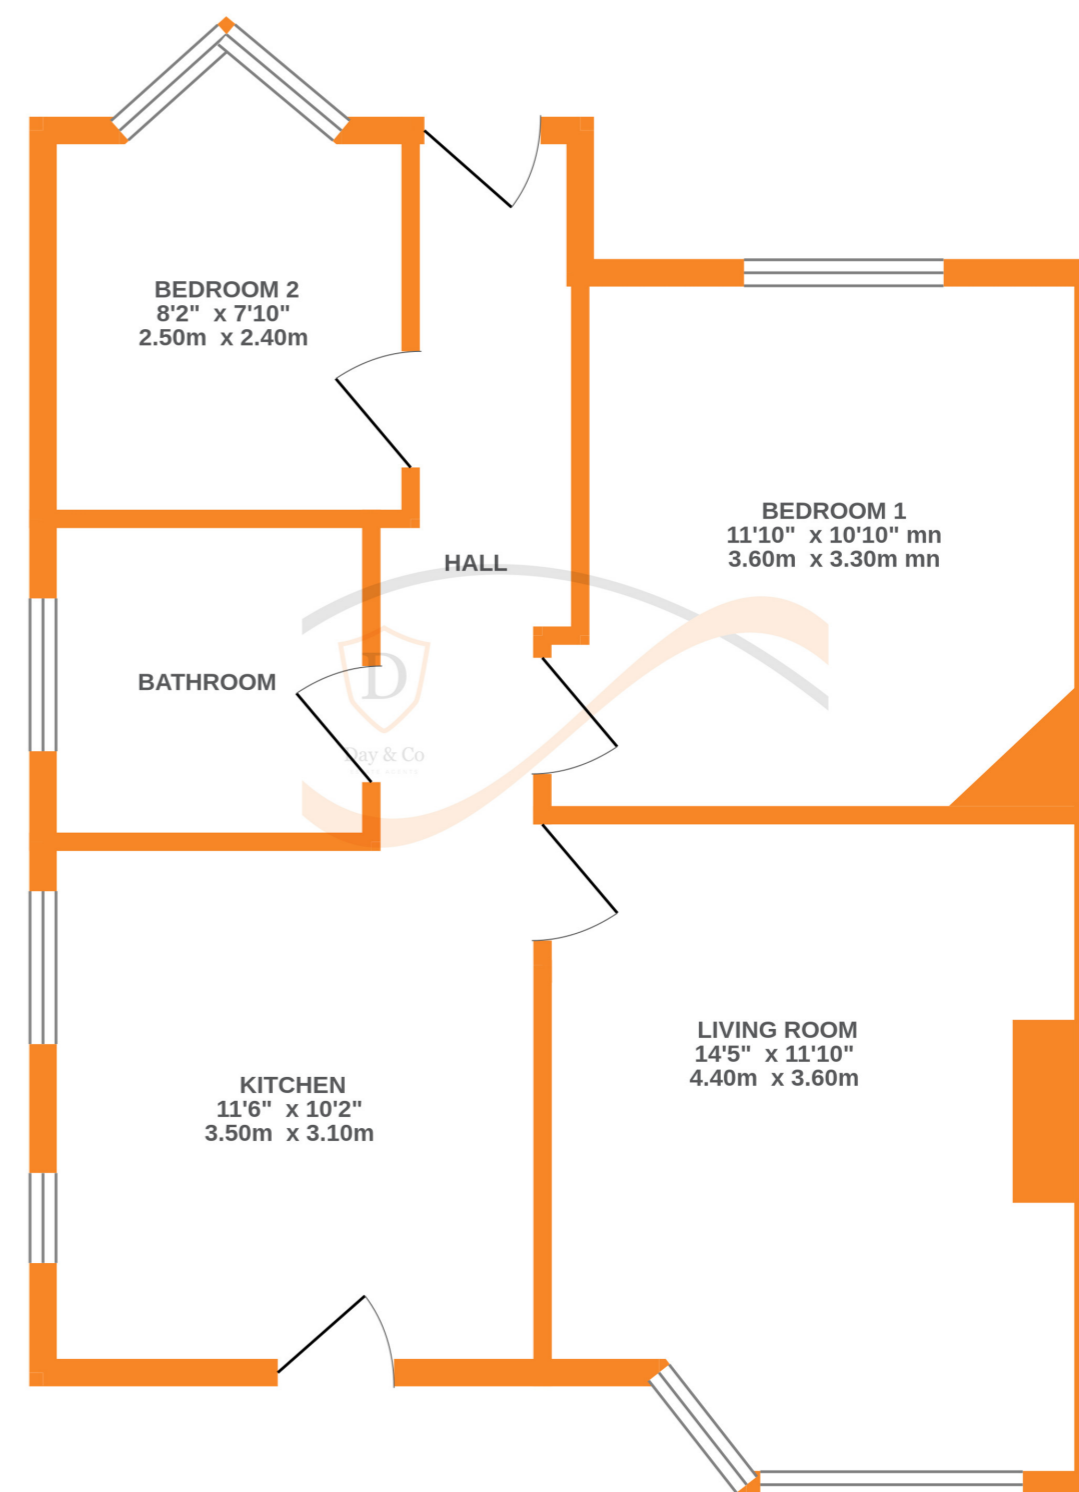 BEDROOM 2
8'2" x 7'10"
2.50m x 2.40m
BEDROOM 1
11'10" x 10'10" mn
3.60m x 3.30m mn
HALL
BATHROOM
D
Day & Co
LIVING ROOM
14'5" x 11'10"
4.40m x 3.60m
KITCHEN
11'6" x 10'2"
3.50m x 3.10m